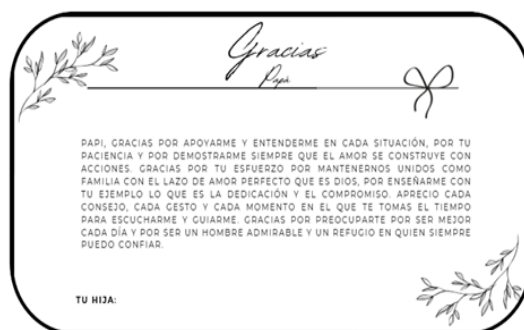 Gracias
Papá
PAPI, GRACIAS POR APOYARME Y ENTENDERME EN CADA SITUACIÓN, POR TU
PACIENCIA Y POR DEMOSTRARME SIEMPRE QUE EL AMOR SE CONSTRUYE CON
ACCIONES. GRACIAS POR TU ESFUERZO POR MANTENERNOS UNIDOS COMO
FAMILIA CON EL LAZO DE AMOR PERFECTO QUE ES DIOS, POR ENSEÑARME CON
TU EJEMPLO LO QUE ES LA DEDICACIÓN Y EL COMPROMISO. APRECIO CADA
CONSEJO, CADA GESTO Y CADA MOMENTO EN EL QUE TE TOMAS EL TIEMPO
PARA ESCUCHARME Y GUIARME. GRACIAS POR PREOCUPARTE POR SER MEJOR
CADA DÍA Y POR SER UN HOMBRE ADMIRABLE Y UN REFUGIO EN QUIEN SIEMPRE
PUEDO CONFIAR.
TU HIJA: